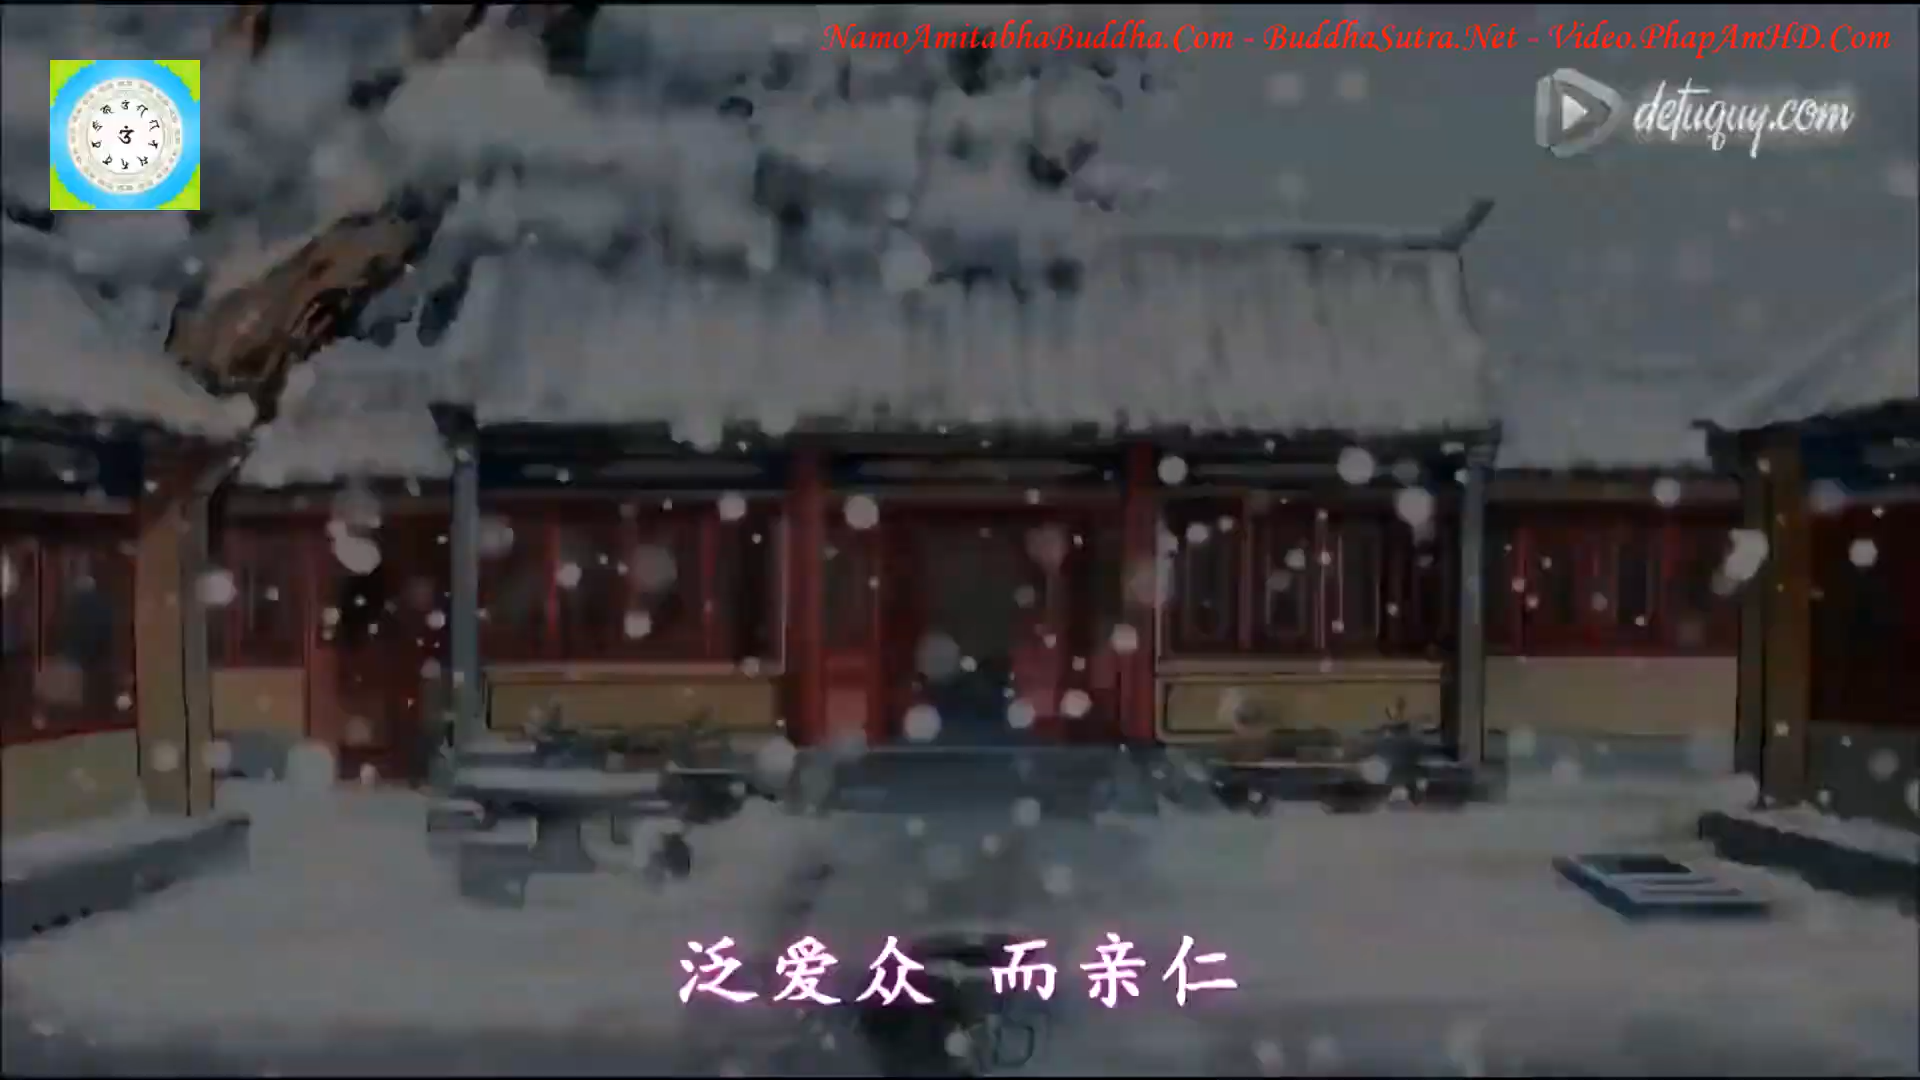 NamoAmitabhaBuddha.Com - BuddhaSutra.Net - Video.PhapAmHD.Com
detuquy.com
泛爱众 而亲仁